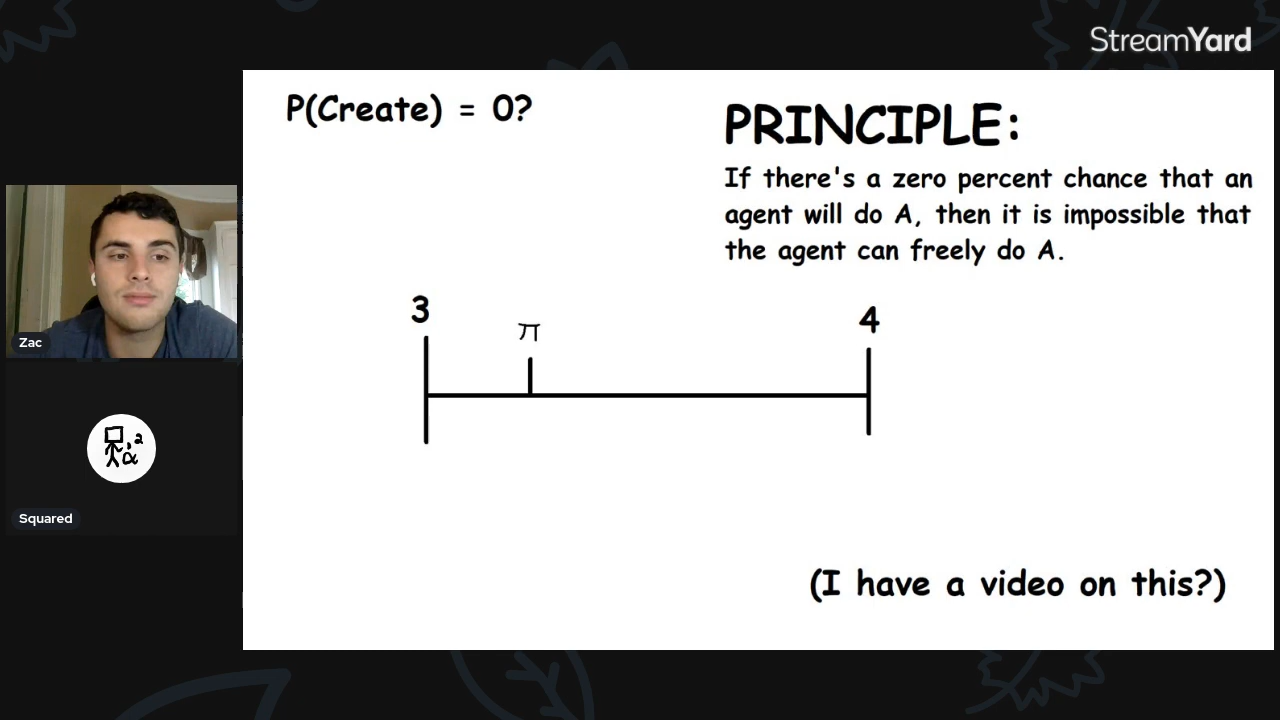 StreamYard
P(Create) = 0?
PRINCIPLE:
If there's a zero percent chance that an
agent will do A, then it is impossible that
the agent can freely do A.
3
π
4
(I have a video on this?)
Zac
Squared